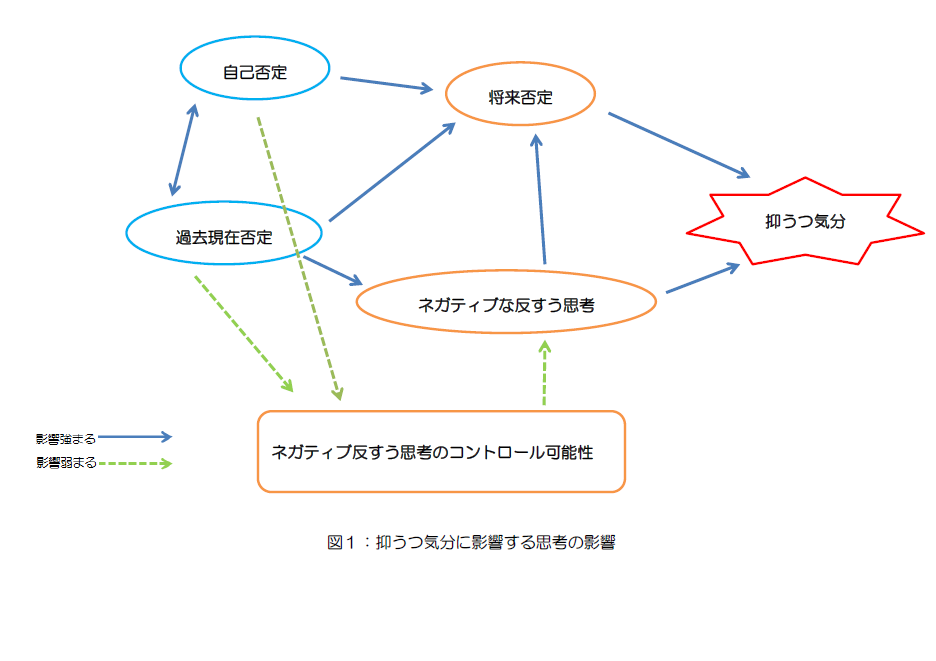 自己否定
将来否定
抑うつ気分
過去現在否定
ネガティブな反すう思考
ネガティブ反すう思考のコントロール可能性
影響強まる
影響弱まる
図１：抑うつ気分に影響する思考の影響